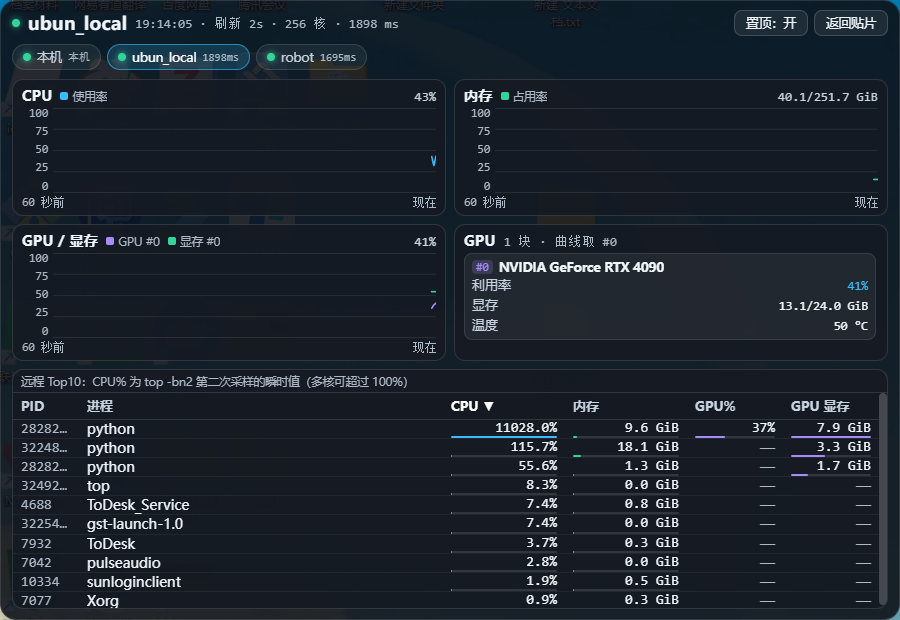 ubun_local 19:14:05 · 刷新 2s · 256 核 · 1898 ms 置顶: 开 返回贴片
本机 本机 ubun_local 1898ms robot 1695ms
CPU 使用率 43%
100
75
50
25
0
60 秒前 现在
内存 占用率 40.1/251.7 GiB
100
75
50
25
0
60 秒前 现在
GPU / 显存 GPU #0 显存 #0 41%
100
75
50
25
0
60 秒前 现在
GPU 1 块 · 曲线取 #0
#0 NVIDIA GeForce RTX 4090
利用率 41%
显存 13.1/24.0 GiB
温度 50 °C
远程 Top10: CPU% 为 top -bn2 第二次采样的瞬时值 (多核可超过 100%)
PID 进程 CPU ▼ 内存 GPU% GPU 显存
28282... python 11028.0% 9.6 GiB 37% 7.9 GiB
32248... python 115.7% 18.1 GiB — 3.3 GiB
28282... python 55.6% 1.3 GiB — 1.7 GiB
32492... top 8.3% 0.0 GiB — —
4688 ToDesk_Service 7.4% 0.8 GiB — —
32254... gst-launch-1.0 7.4% 0.0 GiB — —
7932 ToDesk 3.7% 0.3 GiB — —
7042 pulseaudio 2.8% 0.0 GiB — —
10334 sunloginclient 1.9% 0.5 GiB — —
7077 Xorg 0.9% 0.3 GiB — —